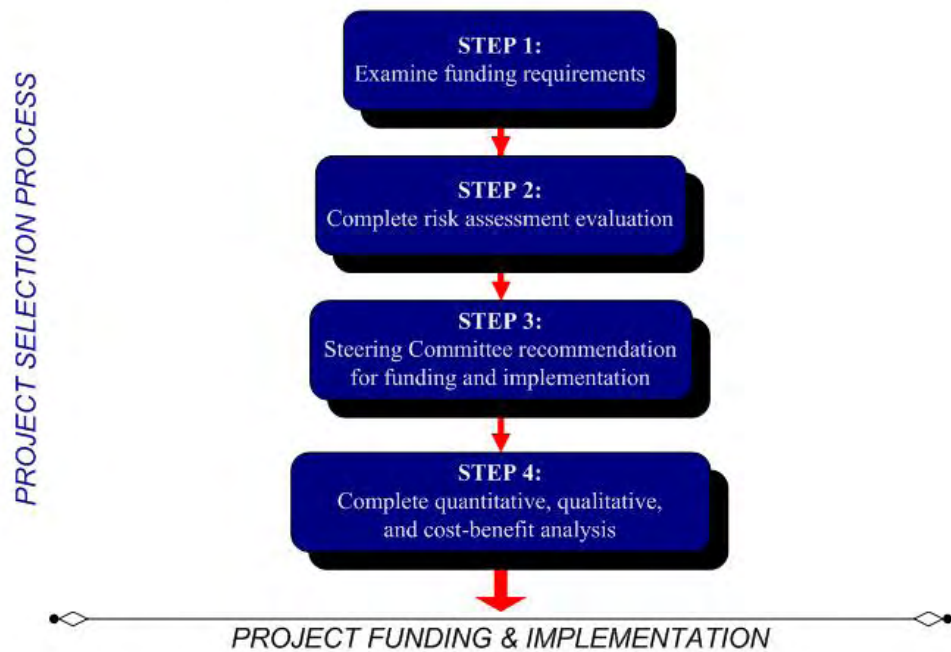 PROJECT SELECTION PROCESS
STEP 1:
Examine funding requirements
STEP 2:
Complete risk assessment evaluation
STEP 3:
Steering Committee recommendation
for funding and implementation
STEP 4:
Complete quantitative, qualitative,
and cost-benefit analysis
PROJECT FUNDING & IMPLEMENTATION